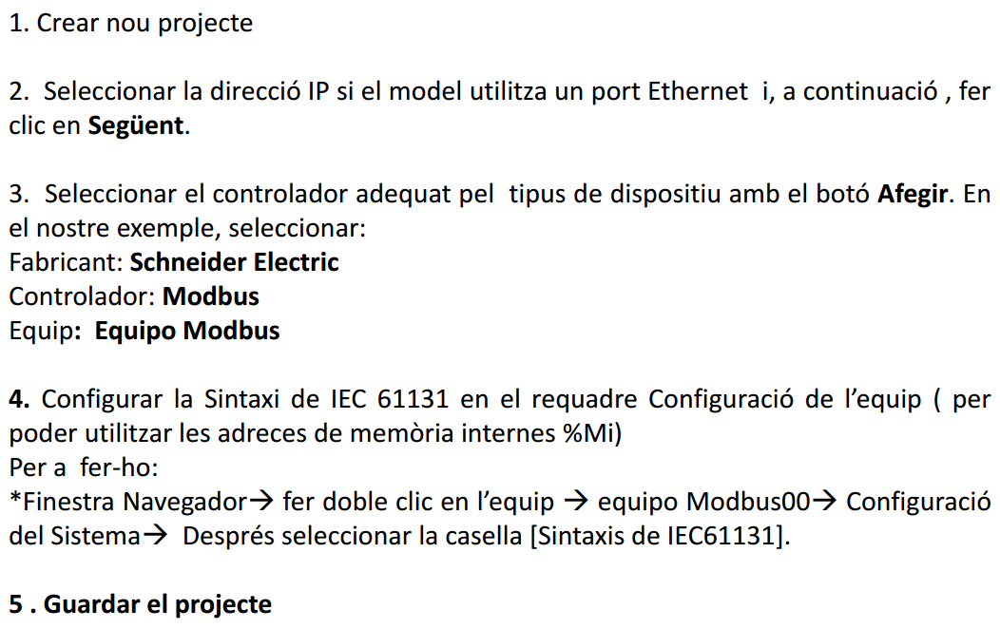 1. Crear nou projecte
2.  Seleccionar la direcció IP si el model utilitza un port Ethernet  i, a continuació , fer
clic en Següent.
3.  Seleccionar el controlador adequat pel  tipus de dispositiu amb el botó Afegir. En
el nostre exemple, seleccionar:
Fabricant: Schneider Electric
Controlador: Modbus
Equip:  Equipo Modbus
4. Configurar la Sintaxi de IEC 61131 en el requadre Configuració de l’equip ( per
poder utilitzar les adreces de memòria internes %Mi)
Per a  fer-ho:
*Finestra Navegador→ fer doble clic en l’equip → equipo Modbus00→ Configuració
del Sistema→  Després seleccionar la casella [Sintaxis de IEC61131].
5 . Guardar el projecte